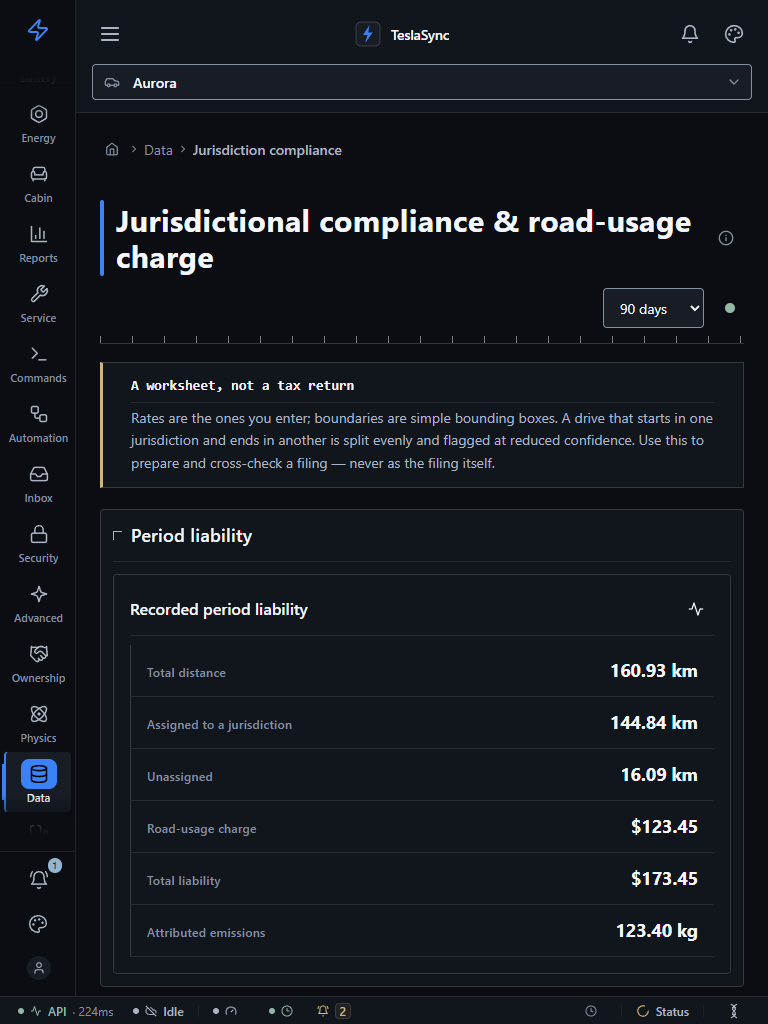 TeslaSync
Aurora
Data
Jurisdiction compliance
Energy
Cabin
Reports
Service
Commands
Automation
Inbox
Security
Advanced
Ownership
Physics
Data
1
Jurisdictional compliance & road-usage
charge
90 days
A worksheet, not a tax return
Rates are the ones you enter; boundaries are simple bounding boxes. A drive that starts in one
jurisdiction and ends in another is split evenly and flagged at reduced confidence. Use this to
prepare and cross-check a filing — never as the filing itself.
Period liability
Recorded period liability
Total distance 160.93 km
Assigned to a jurisdiction 144.84 km
Unassigned 16.09 km
Road-usage charge $123.45
Total liability $173.45
Attributed emissions 123.40 kg
API · 224ms Idle 2 Status